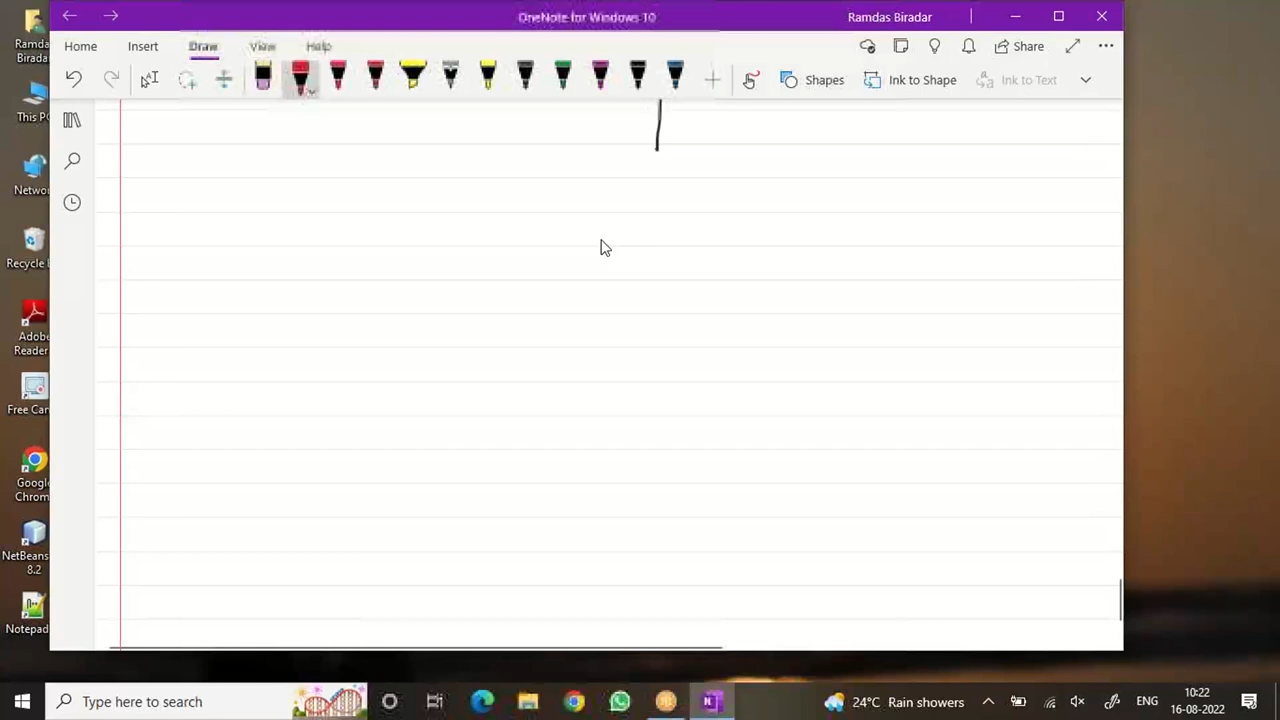 OneNote for Windows 10
Ramdas Biradar
Home Insert Draw View Help
Share
Shapes
Ink to Shape
Ink to Text
Ramdas
Biradar
This PC
Recycle
Adobe
Reader
Google
Chrom
NetBeans
8.2
Notepad
Type here to search
24°C Rain showers
ENG
10:22
16-08-2022